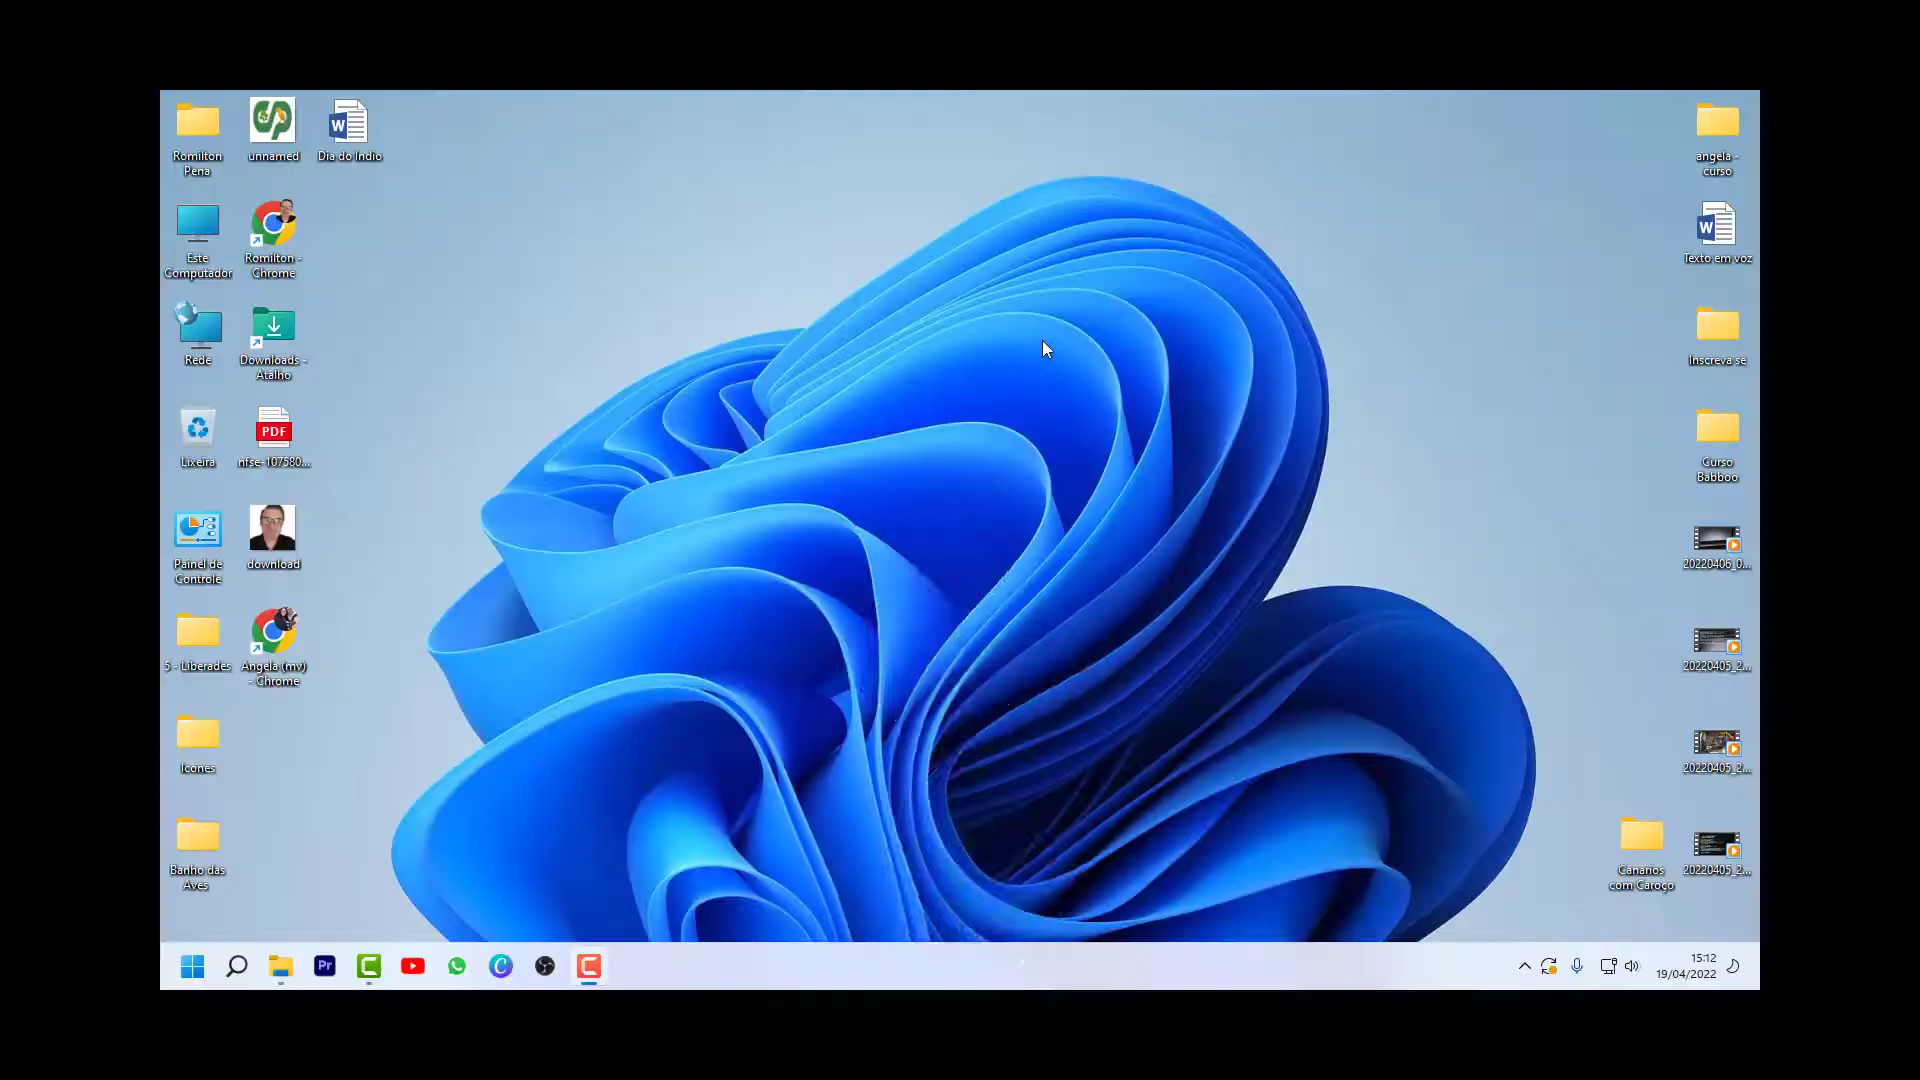 Romilton
Pena
unnamed
Dia do Indio
angela -
curso
Este
Computador
Romilton -
Chrome
Texto em voz
Rede
Downloads -
Atalho
Inscreva se
Lixeira
PDF
nfse-107580...
Curso
Babboo
Painel de
Controle
download
20220406_0...
5 - Liberades
Angela (mv)
- Chrome
20220405_2...
Icones
20220405_2...
Banho das
Aves
Canarios
com Caroço
20220405_2...
Pr
15:12
19/04/2022